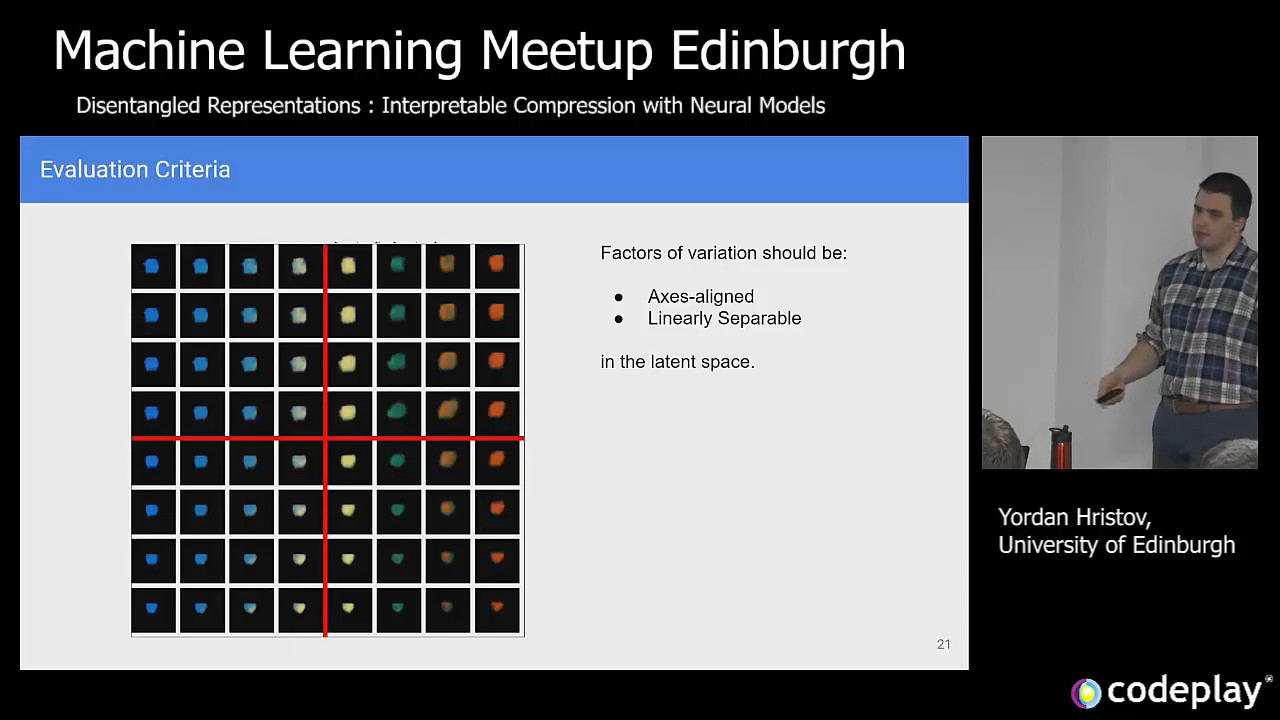 Machine Learning Meetup Edinburgh
Disentangled Representations : Interpretable Compression with Neural Models
Evaluation Criteria
Factors of variation should be:
● Axes-aligned
● Linearly Separable
in the latent space.
21
Yordan Hristov,
University of Edinburgh
codeplay